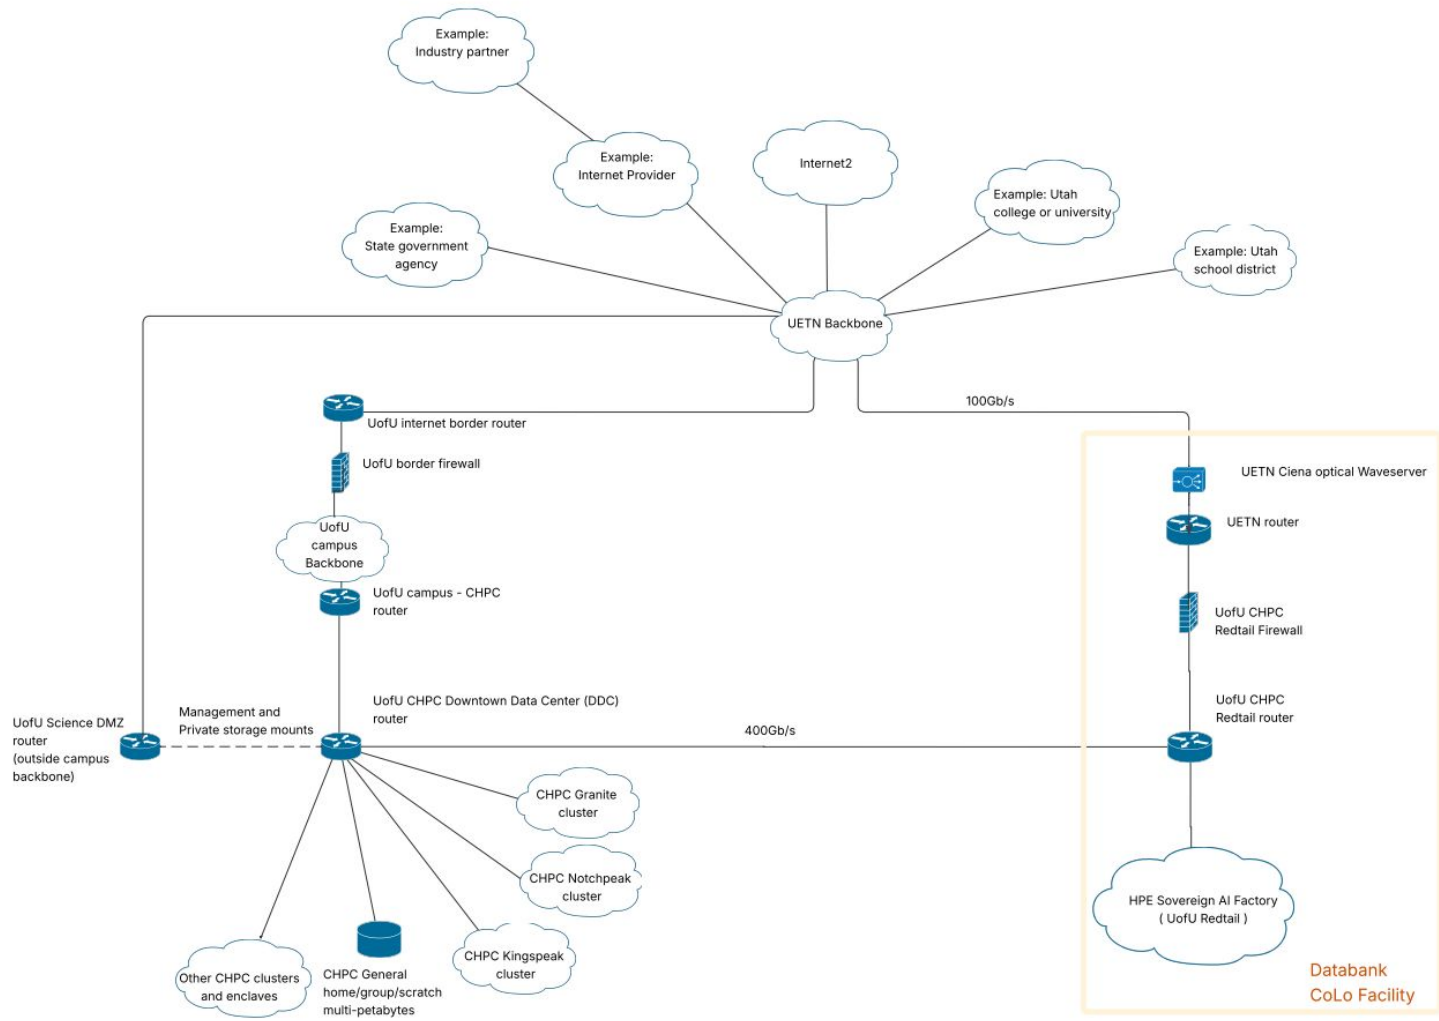 Example:
Industry partner
Example:
Internet Provider
Internet2
Example: Utah
college or university
Example:
State government
agency
Example: Utah
school district
UETN Backbone
100Gb/s
UofU internet border router
UofU border firewall
UETN Ciena optical Waveserver
UETN router
UofU
campus
Backbone
UofU campus - CHPC
router
UofU CHPC
Redtail Firewall
UofU CHPC Downtown Data Center (DDC)
router
UofU CHPC
Redtail router
Management and
Private storage mounts
UofU Science DMZ
router
(outside campus
backbone)
400Gb/s
CHPC Granite
cluster
CHPC Notchpeak
cluster
HPE Sovereign AI Factory
( UofU Redtail )
CHPC Kingspeak
cluster
Other CHPC clusters
and enclaves
CHPC General
home/group/scratch
multi-petabytes
Databank
CoLo Facility